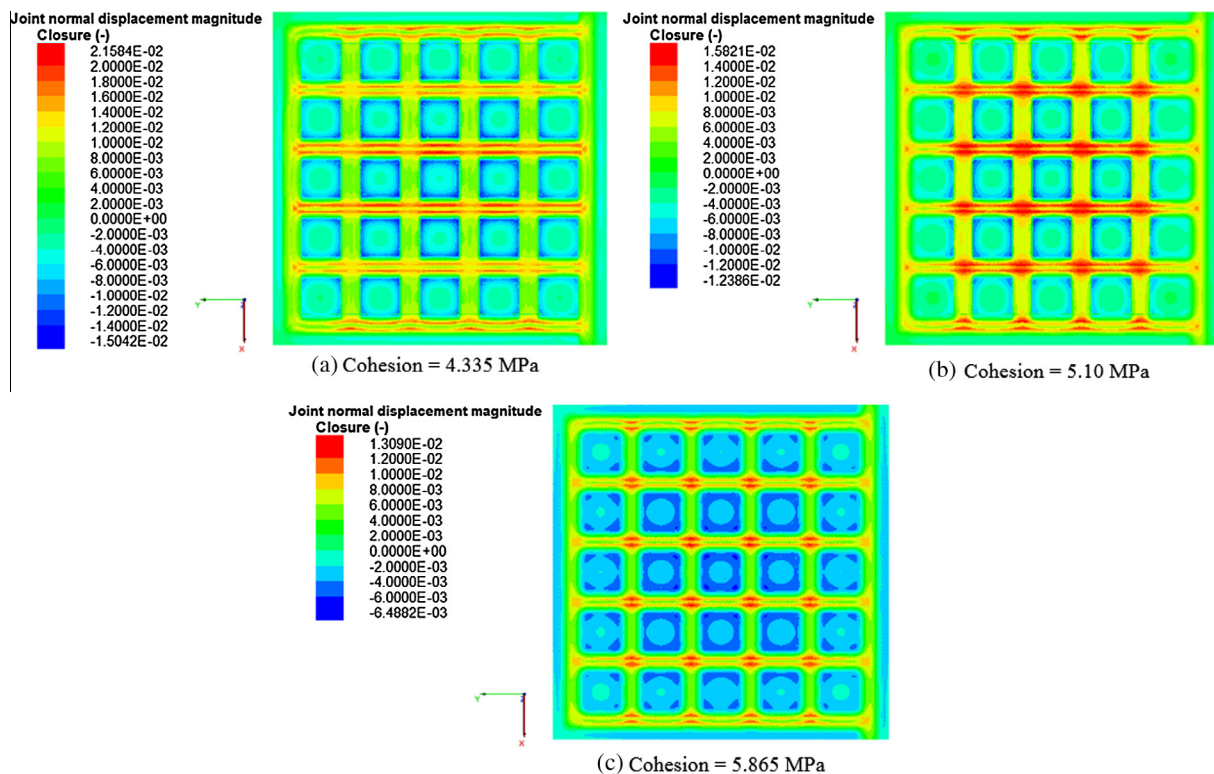 Joint normal displacement magnitude
Closure (-)
2.1584E-02
2.0000E-02
1.8000E-02
1.6000E-02
1.4000E-02
1.2000E-02
1.0000E-02
8.0000E-03
6.0000E-03
4.0000E-03
2.0000E-03
0.0000E+00
-2.0000E-03
-4.0000E-03
-6.0000E-03
-8.0000E-03
-1.0000E-02
-1.2000E-02
-1.4000E-02
-1.5042E-02
Y
Z
X
(a) Cohesion = 4.335 MPa
Joint normal displacement magnitude
Closure (-)
1.5821E-02
1.4000E-02
1.2000E-02
1.0000E-02
8.0000E-03
6.0000E-03
4.0000E-03
2.0000E-03
0.0000E+00
-2.0000E-03
-4.0000E-03
-6.0000E-03
-8.0000E-03
-1.0000E-02
-1.2000E-02
-1.2386E-02
Y
Z
X
(b) Cohesion = 5.10 MPa
Joint normal displacement magnitude
Closure (-)
1.3090E-02
1.2000E-02
1.0000E-02
8.0000E-03
6.0000E-03
4.0000E-03
2.0000E-03
0.0000E+00
-2.0000E-03
-4.0000E-03
-6.0000E-03
-6.4882E-03
Y
Z
X
(c) Cohesion = 5.865 MPa